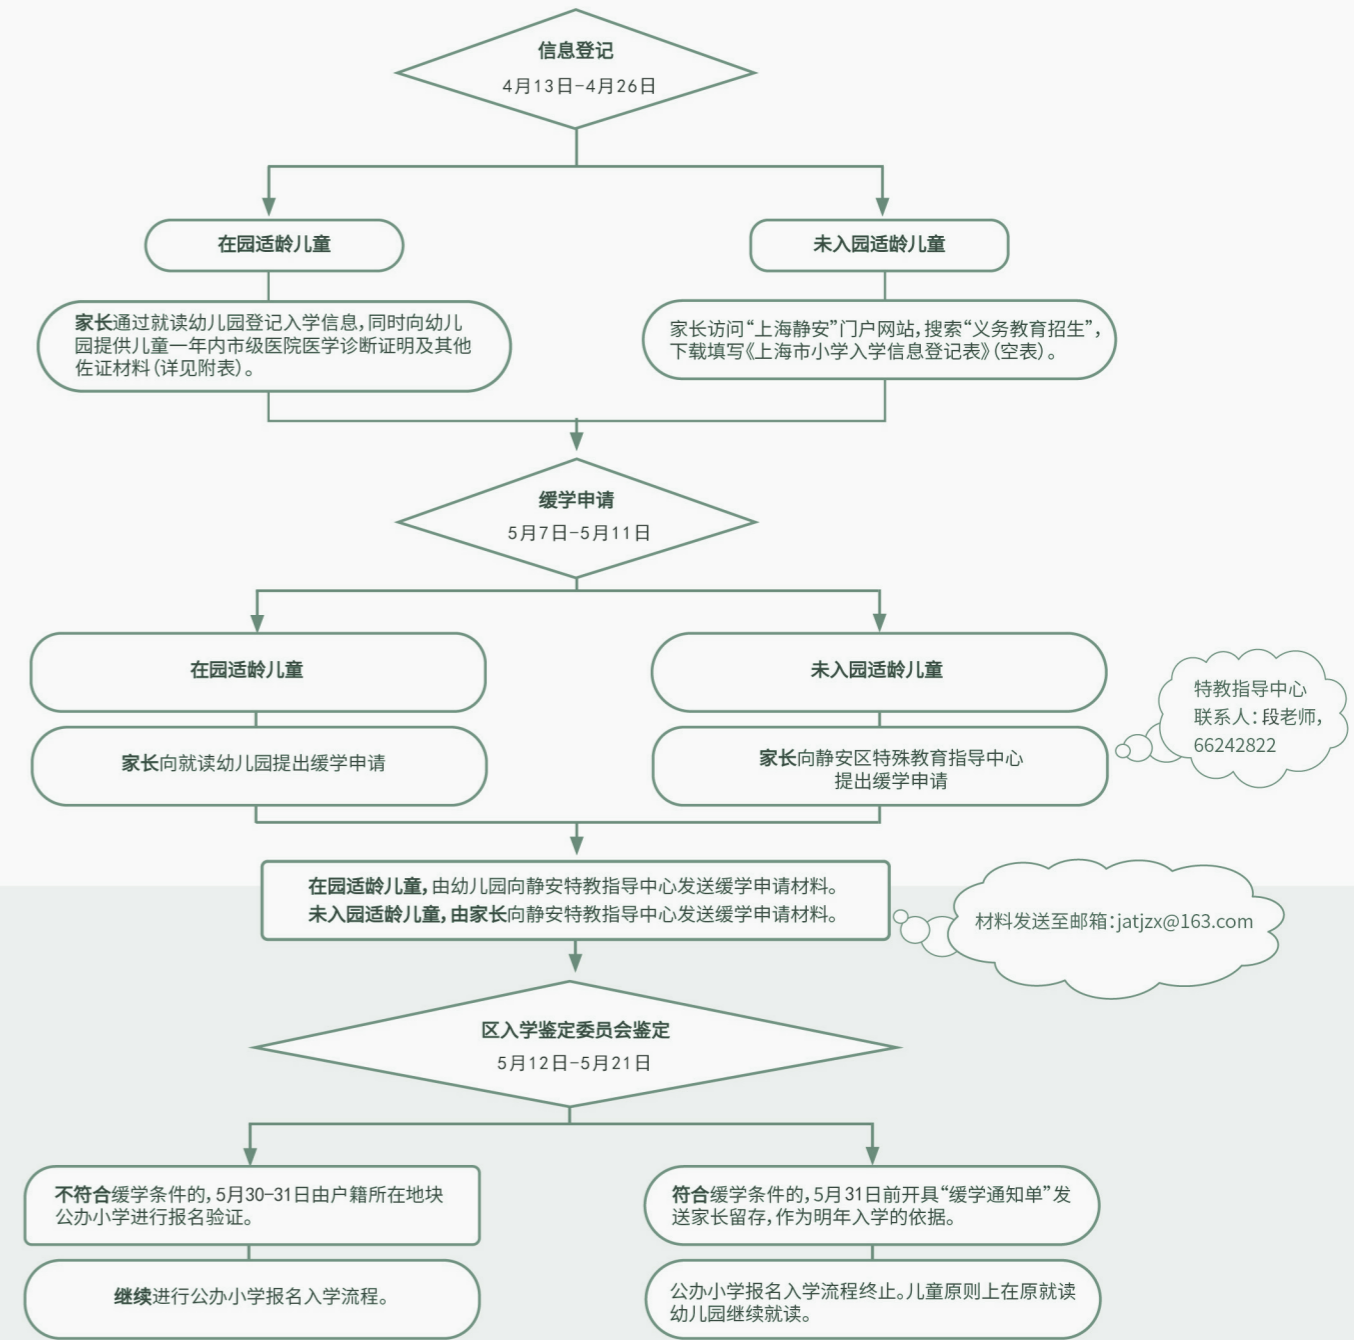 信息登记
4月13日-4月26日
在园适龄儿童
未入园适龄儿童
家长通过就读幼儿园登记入学信息，同时向幼儿
园提供儿童一年内市级医院医学诊断证明及其他
佐证材料（详见附表）。
家长访问“上海静安”门户网站，搜索“义务教育招生”，
下载填写《上海市小学入学信息登记表》（空表）。
缓学申请
5月7日-5月11日
在园适龄儿童
未入园适龄儿童
家长向就读幼儿园提出缓学申请
家长向静安区特殊教育指导中心
提出缓学申请
特教指导中心
联系人：段老师，
66242822
在园适龄儿童，由幼儿园向静安特教指导中心发送缓学申请材料。
未入园适龄儿童，由家长向静安特教指导中心发送缓学申请材料。
材料发送至邮箱：jatjzx@163.com
区入学鉴定委员会鉴定
5月12日-5月21日
不符合缓学条件的，5月30-31日由户籍所在地块
公办小学进行报名验证。
符合缓学条件的，5月31日前开具“缓学通知单”发
送家长留存，作为明年入学的依据。
继续进行公办小学报名入学流程。
公办小学报名入学流程终止。儿童原则上在原就读
幼儿园继续就读。